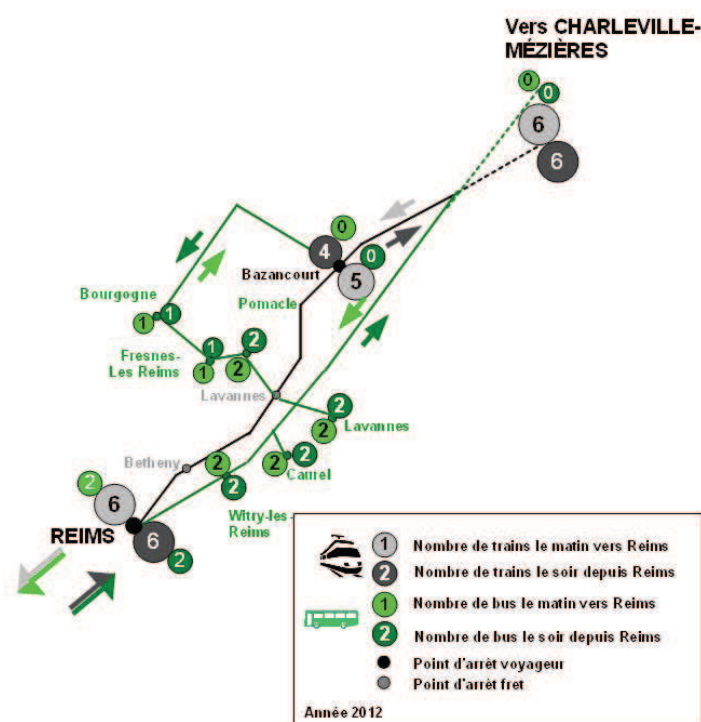 Vers CHARLEVILLE-
MÉZIÈRES
0
0
6
6
0
4
0
Bazancourt
5
Bourgogne
Pomacle
1
1
1
2
Fresnes-
Les Reims
1
2
Lavannes
2
Lavannes
2
Betheny
2
2
2
Caurel
2
2
6
Witry-les-
Reims
REIMS
6
2
1
Nombre de trains le matin vers Reims
2
Nombre de trains le soir depuis Reims
1
Nombre de bus le matin vers Reims
2
Nombre de bus le soir depuis Reims
Point d'arrêt voyageur
Point d'arrêt fret
Année 2012